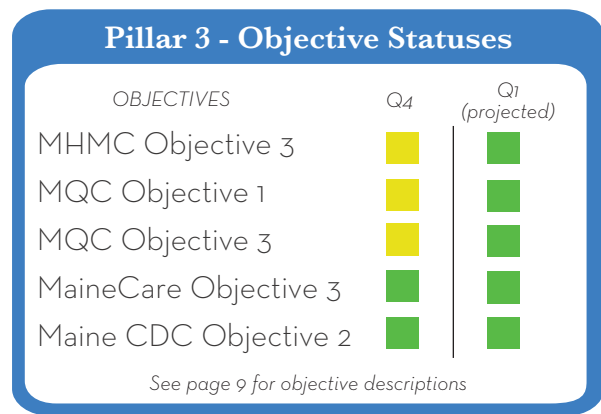 Pillar 3 - Objective Statuses
OBJECTIVES Q4 Q1
(projected)
MHMC Objective 3
MQC Objective 1
MQC Objective 3
MaineCare Objective 3
Maine CDC Objective 2
See page 9 for objective descriptions